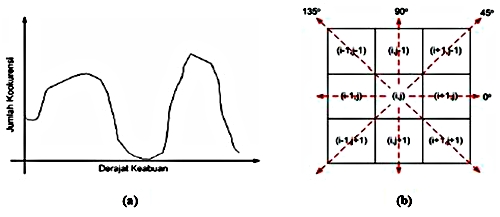 Jumlah Kookurensi
Derajat Keabuan
(a)
135° 90° 45°
(i-1,j-1) (i,j-1) (i+1,j-1)
(i-1,j) (i,j) (i+1,j) 0°
(i-1,j+1) (i,j+1) (i+1,j+1)
(b)